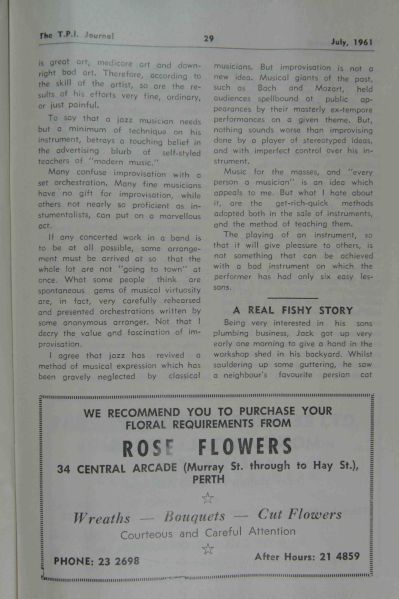 The T.P.I. Journal
29
July, 1961
is great art, medicore art and down-
right bad art. Therefore, according to
the skill of the artist, so are the re-
sults of his efforts very fine, ordinary,
or just painful.
To say that a jazz musician needs
but a minimum of technique on his
instrument, betrays a touching belief in
the advertising blurb of self-styled
teachers of "modern music."
Many confuse improvisation with a
set orchestration. Many fine musicians
have no gift for improvisation, while
others not nearly so proficient as in-
stumentalists, can put on a marvellous
act.
If any concerted work in a band is
to be at all possible, some arrange-
ment must be arrived at so that the
whole lot are not "going to town" at
once. What some people think are
spontaneous gems of musical virtuosity
are, in fact, very carefully rehearsed
and presented orchestrations written by
some anonymous arranger. Not that I
decry the value and fascination of im-
provisation.
I agree that jazz has revived a
method of musical expression which has
been gravely neglected by classical
musicians. But improvisation is not a
new idea. Musical giants of the past,
such as Bach and Mozart, held
audiences spellbound at public ap-
pearances by their masterly ex-tempore
performances on a given theme. But,
nothing sounds worse than improvising
done by a player of stereotyped ideas,
and with imperfect control over his in-
strument.
Music for the masses, and "every
person a musician" is an idea which
appeals to me. But what I hate about
it, are the get-rich-quick methods
adopted both in the sale of instruments,
and the method of teaching them.
The playing of an instrument, so
that it will give pleasure to others, is
not something that can be achieved
with a bad instrument on which the
performer has had only six easy les-
sons.
A REAL FISHY STORY
Being very interested in his sons
plumbing business, Jack got up very
early one morning to give a hand in the
workshop shed in his backyard. Whilst
sauldering up some guttering, he saw
a neighbour's favourite persian cat
WE RECOMMEND YOU TO PURCHASE YOUR
FLORAL REQUIREMENTS FROM
ROSE FLOWERS
34 CENTRAL ARCADE (Murray St. through to Hay St.),
PERTH
Wreaths — Bouquets — Cut Flowers
Courteous and Careful Attention
PHONE: 23 2698
After Hours: 21 4859